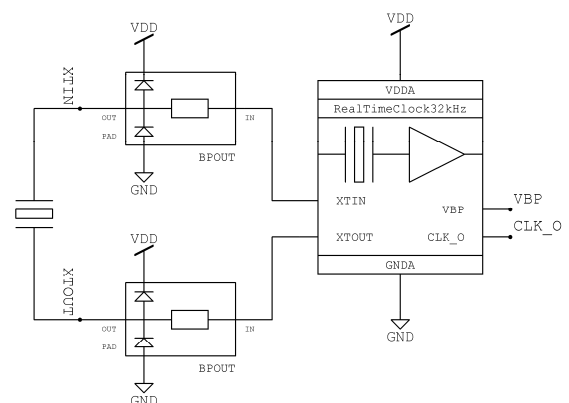 VDD
VDD
XTIN
VDDA
RealTimeClock32kHz
OUT
IN
PAD
BPOUT
GND
XTIN
VBP
VBP
VDD
XTOUT
CLK_O
CLK_O
GNDA
XTOUT
OUT
IN
PAD
GND
BPOUT
GND